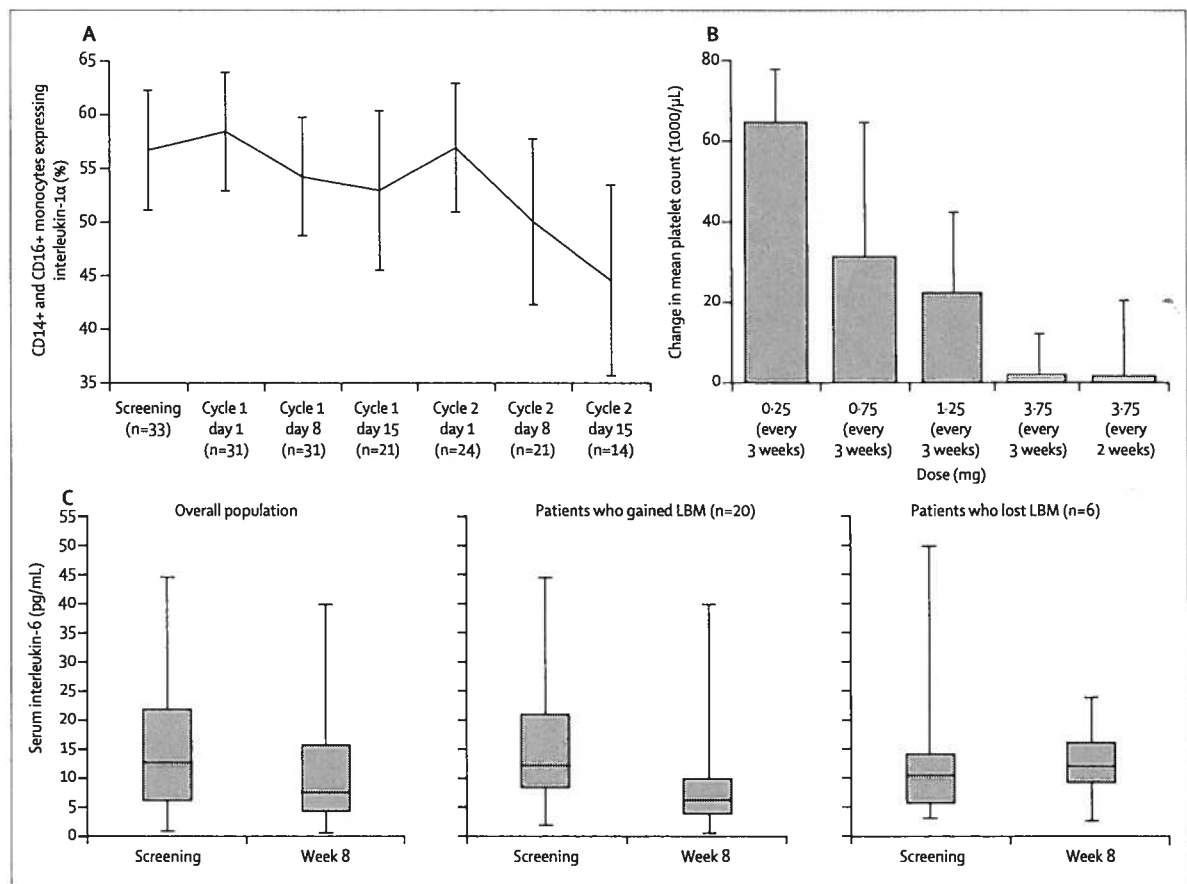 A
CD14+ and CD16+ monocytes expressing
interleukin-1α (%)
65
60
55
50
45
40
35
Screening
(n=33)
Cycle 1
day 1
(n=31)
Cycle 1
day 8
(n=31)
Cycle 1
day 15
(n=21)
Cycle 2
day 1
(n=24)
Cycle 2
day 8
(n=21)
Cycle 2
day 15
(n=14)
B
Change in mean platelet count (1000/μL)
80
60
40
20
0
0·25
(every
3 weeks)
0·75
(every
3 weeks)
1·25
(every
3 weeks)
3·75
(every
3 weeks)
3·75
(every
2 weeks)
Dose (mg)
C
Serum interleukin-6 (pg/mL)
55
50
45
40
35
30
25
20
15
10
5
0
Overall population
Screening
Week 8
Patients who gained LBM (n=20)
Screening
Week 8
Patients who lost LBM (n=6)
Screening
Week 8